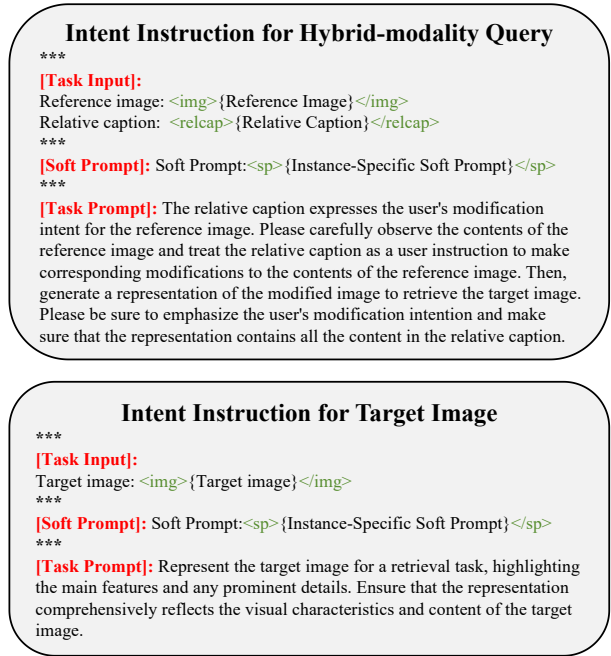 Intent Instruction for Hybrid-modality Query
***
[Task Input]:
Reference image: <img>{Reference Image}</img>
Relative caption: <relcap>{Relative Caption}</relcap>
***
[Soft Prompt]: Soft Prompt:<sp>{Instance-Specific Soft Prompt}</sp>
***
[Task Prompt]: The relative caption expresses the user's modification
intent for the reference image. Please carefully observe the contents of the
reference image and treat the relative caption as a user instruction to make
corresponding modifications to the contents of the reference image. Then,
generate a representation of the modified image to retrieve the target image.
Please be sure to emphasize the user's modification intention and make
sure that the representation contains all the content in the relative caption.
Intent Instruction for Target Image
***
[Task Input]:
Target image: <img>{Target image}</img>
***
[Soft Prompt]: Soft Prompt:<sp>{Instance-Specific Soft Prompt}</sp>
***
[Task Prompt]: Represent the target image for a retrieval task, highlighting
the main features and any prominent details. Ensure that the representation
comprehensively reflects the visual characteristics and content of the target
image.